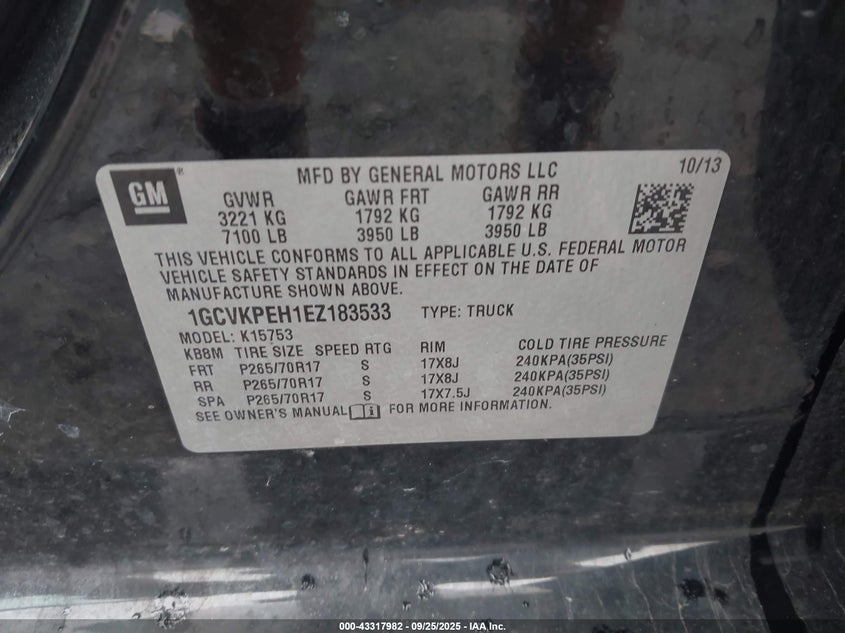 GM ®
MFD BY GENERAL MOTORS LLC 10/13
GVWR GAWR FRT GAWR RR
3221 KG 1792 KG 1792 KG
7100 LB 3950 LB 3950 LB
THIS VEHICLE CONFORMS TO ALL APPLICABLE U.S. FEDERAL MOTOR
VEHICLE SAFETY STANDARDS IN EFFECT ON THE DATE OF
MANUFACTURE SHOWN ABOVE.
1GCVKPEH1EZ183533 TYPE: TRUCK
MODEL: K15753
KB8M TIRE SIZE SPEED RTG RIM COLD TIRE PRESSURE
FRT P265/70R17 S 17X8J 240KPA(35PSI)
RR P265/70R17 S 17X8J 240KPA(35PSI)
SPA P265/70R17 S 17X7.5J 240KPA(35PSI)
SEE OWNER'S MANUAL i FOR MORE INFORMATION.
000-43317982 - 09/25/2025 - IAA Inc.